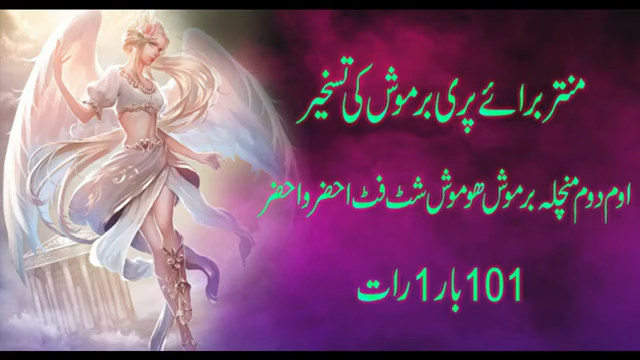 منتر برائے پری برموش کی تسخیر
اوم دوم منچلہ برموش ھوموش شٹ فٹ احضر واحضر
101 بار 1 رات